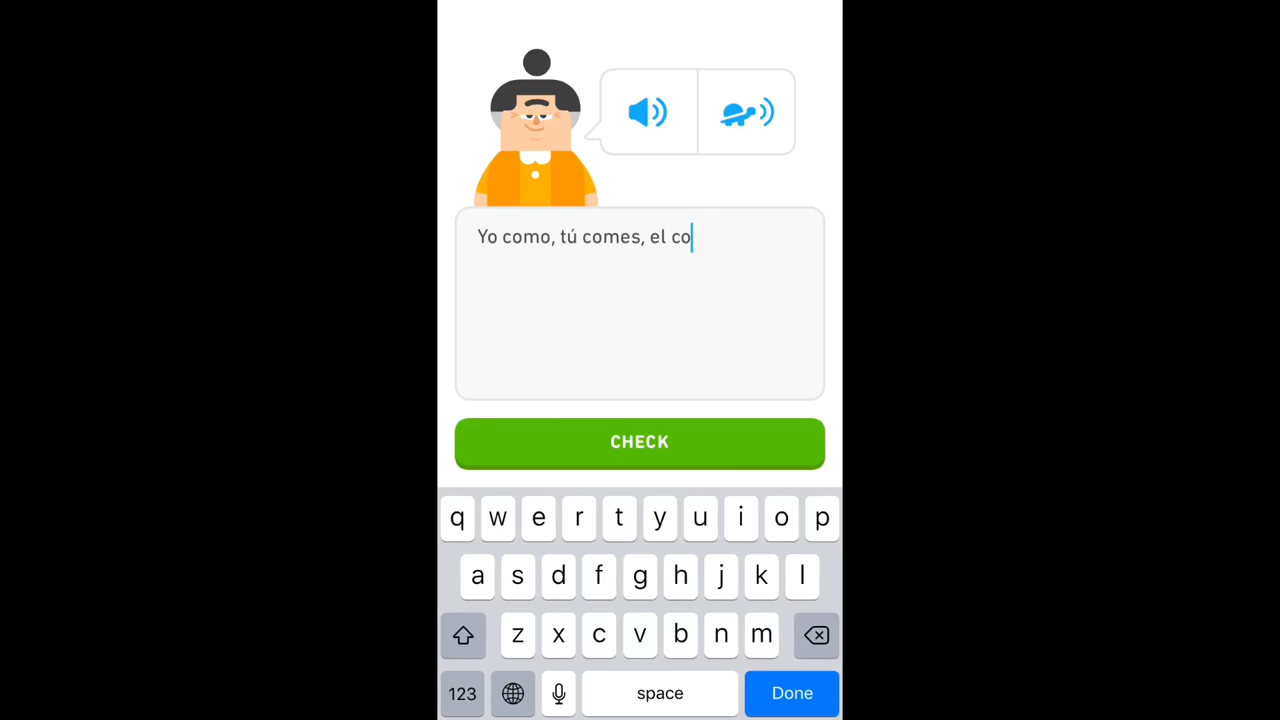 Yo como, tú comes, el co
CHECK
q w e r t y u i o p
a s d f g h j k l
z x c v b n m
123 space Done